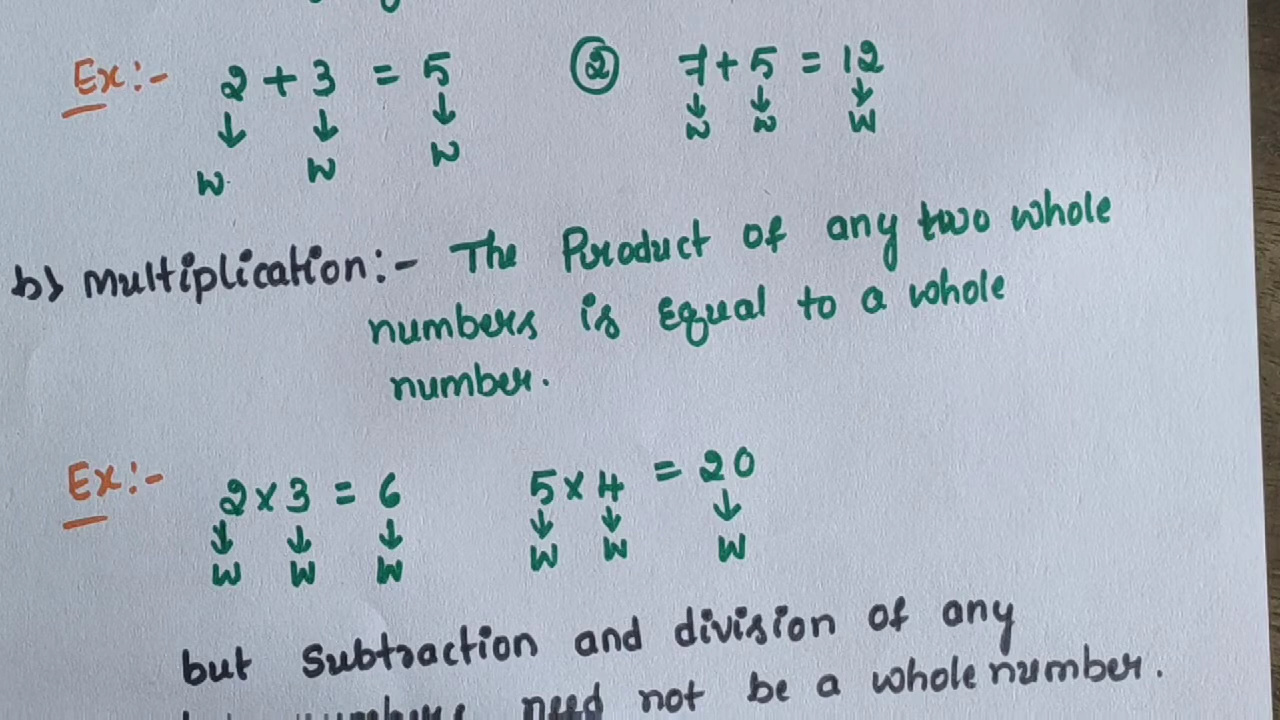 Ex:- 2 + 3 = 5 ② 7 + 5 = 12
↓ ↓ ↓ ↓ ↓ ↓
W W W W W W
b) Multiplication:- The Product of any two whole
numbers is Equal to a whole
number.
Ex:- 2 × 3 = 6 5 × 4 = 20
↓ ↓ ↓ ↓ ↓ ↓
W W W W W W
but subtraction and division of any
numbers need not be a whole number.